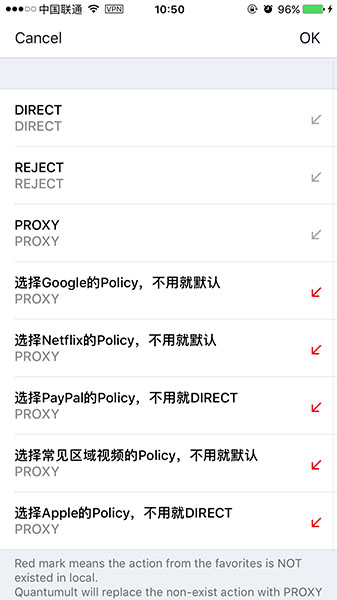 中国联通 VPN 10:50 96%
Cancel OK
DIRECT
DIRECT
REJECT
REJECT
PROXY
PROXY
选择Google的Policy，不用就默认
PROXY
选择Netflix的Policy，不用就默认
PROXY
选择PayPal的Policy，不用就DIRECT
PROXY
选择常见区域视频的Policy，不用就默认
PROXY
选择Apple的Policy，不用就DIRECT
PROXY
Red mark means the action from the favorites is NOT
existed in local.
Quantumult will replace the non-exist action with PROXY